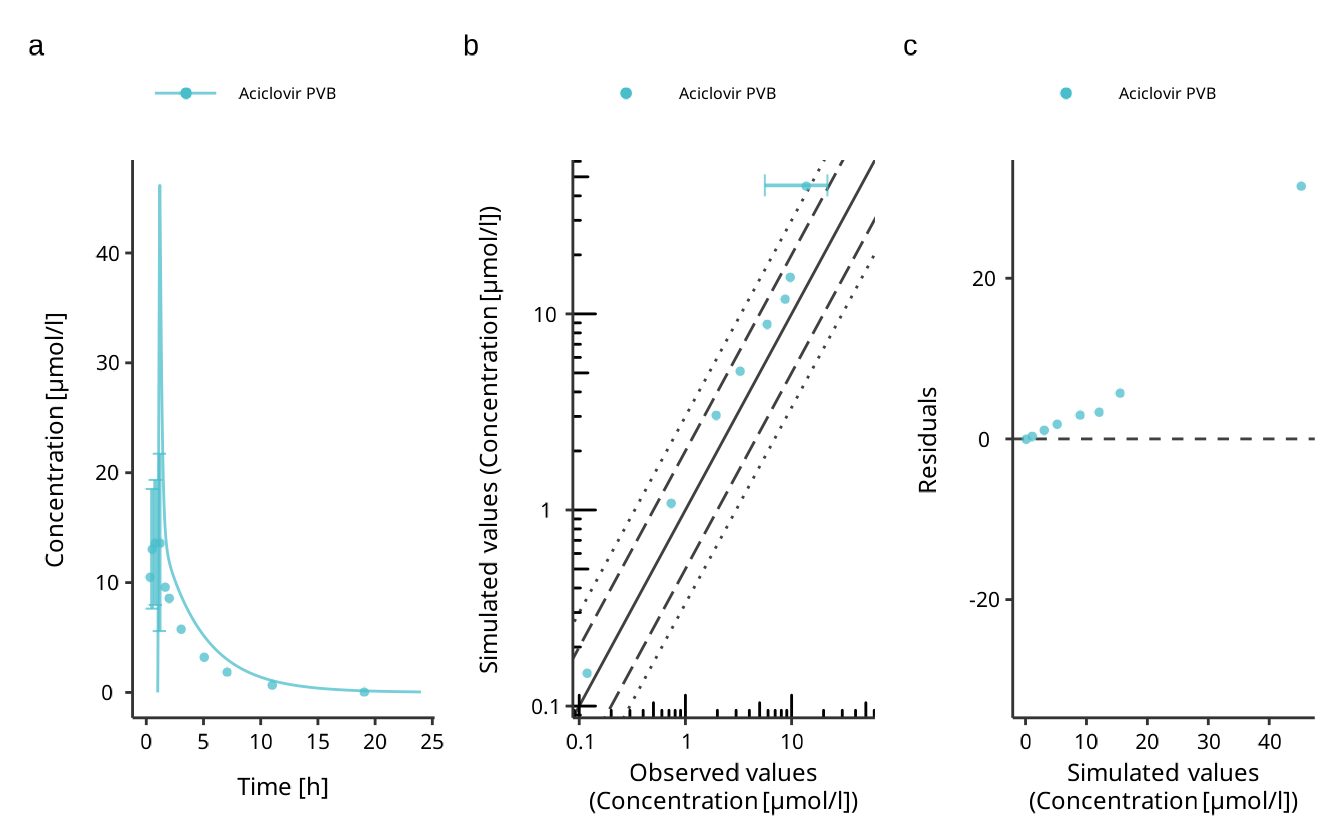 a
b
c
Aciclovir PVB
Aciclovir PVB
Aciclovir PVB
Concentration [µmol/l]
40
30
20
10
0
0
5
10
15
20
25
Time [h]
Simulated values (Concentration [µmol/l])
10
1
0.1
0.1
1
10
Observed values
(Concentration [µmol/l])
Residuals
20
0
-20
0
10
20
30
40
Simulated values
(Concentration [µmol/l])